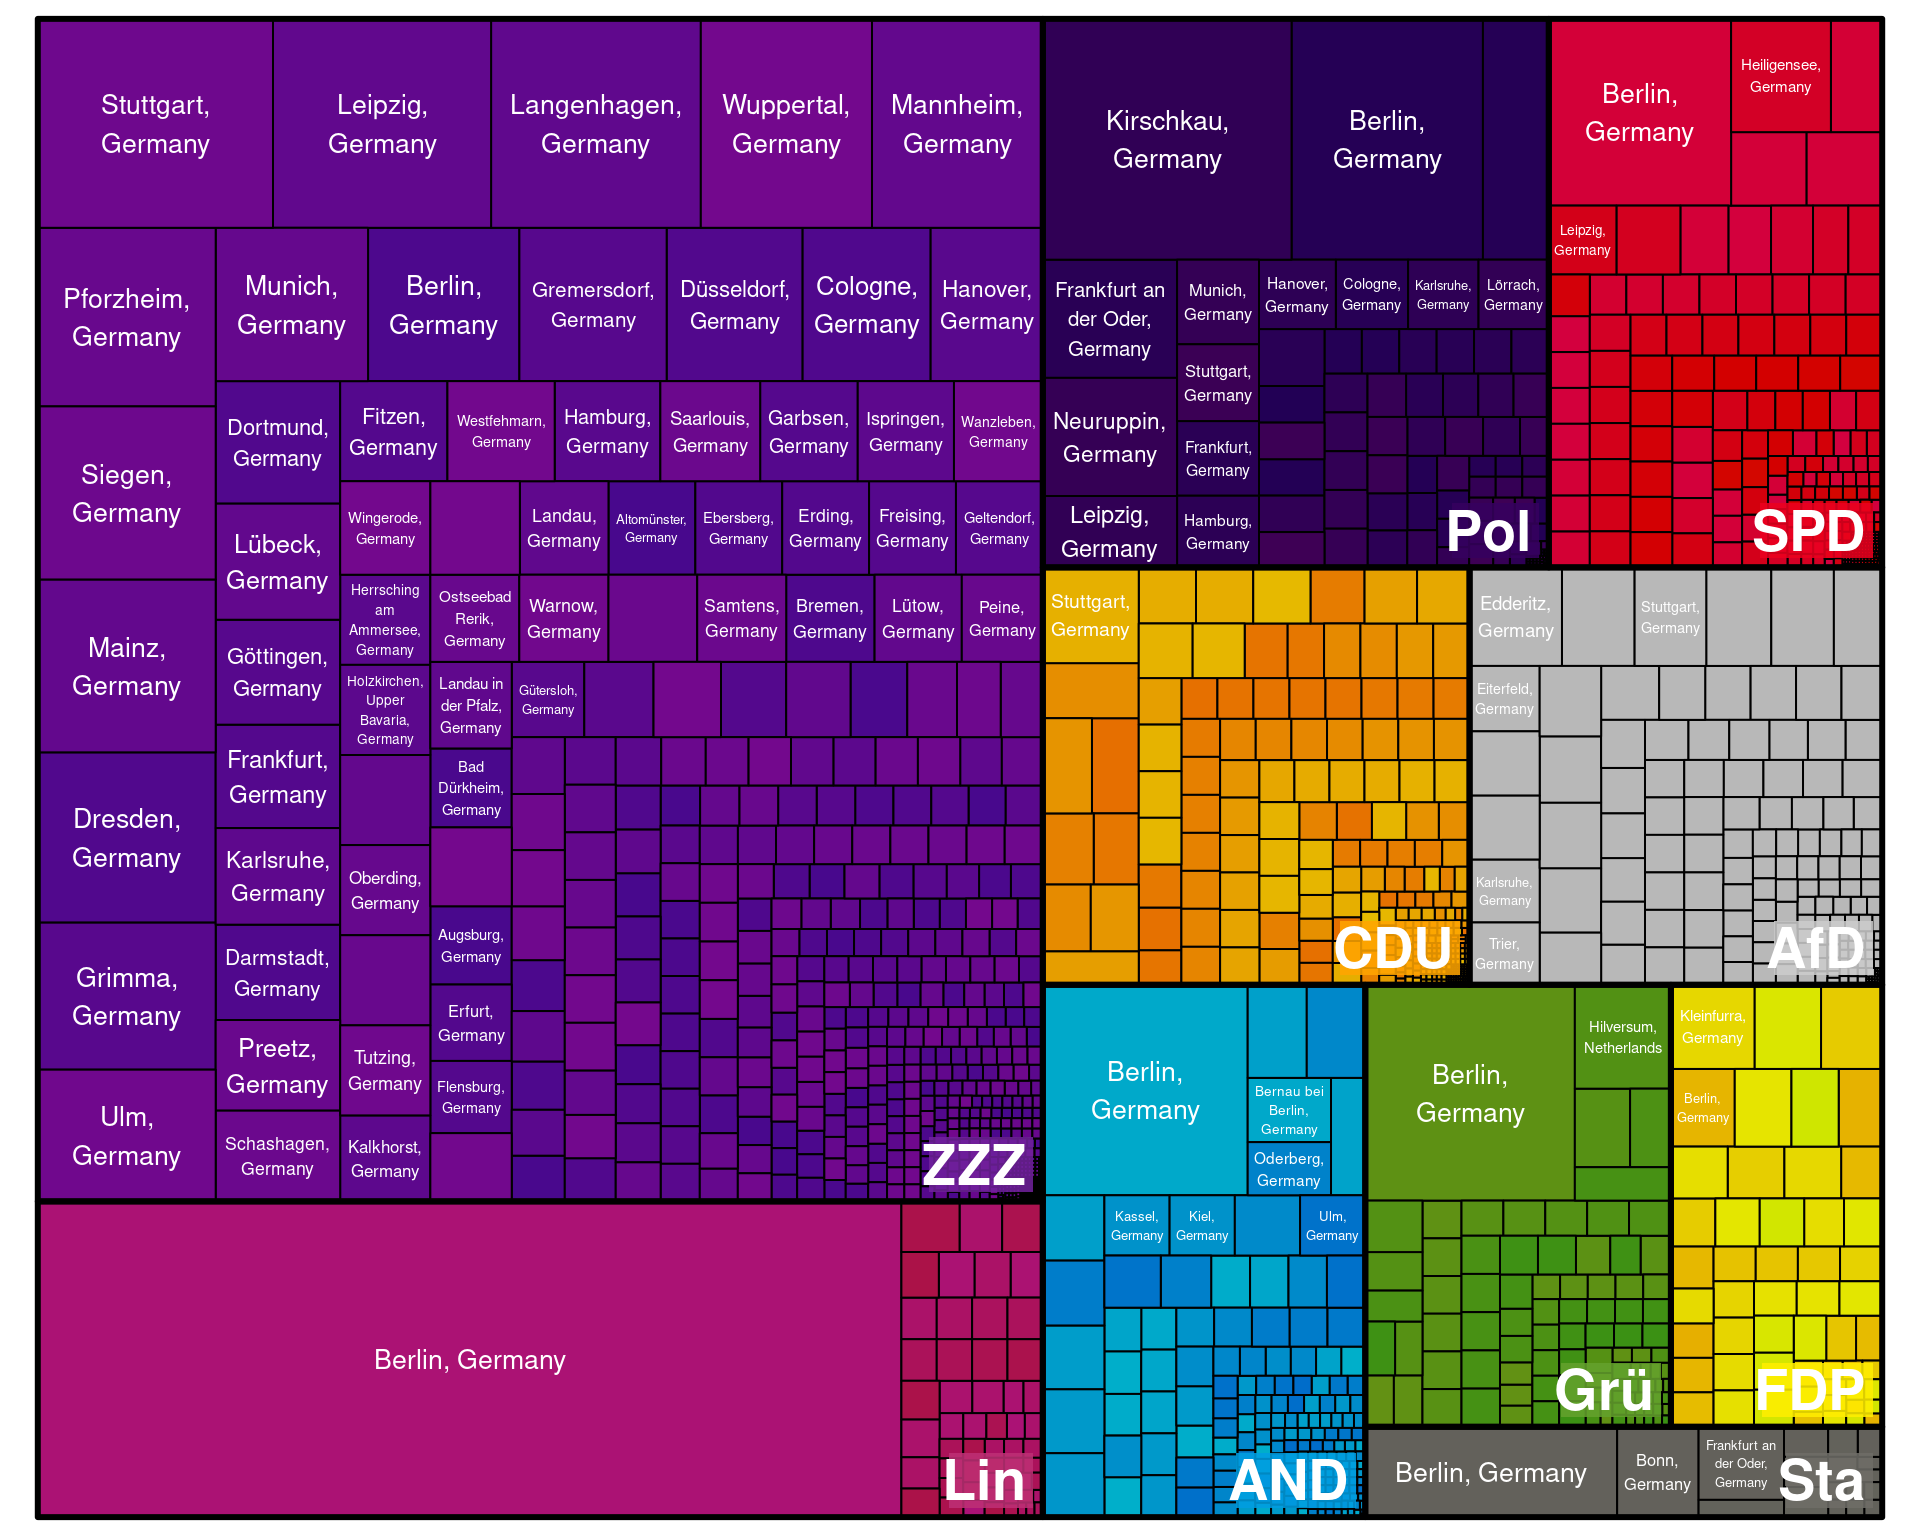 Stuttgart,
Germany
Leipzig,
Germany
Langenhagen,
Germany
Wuppertal,
Germany
Mannheim,
Germany
Pforzheim,
Germany
Munich,
Germany
Berlin,
Germany
Gremersdorf,
Germany
Düsseldorf,
Germany
Cologne,
Germany
Hanover,
Germany
Siegen,
Germany
Dortmund,
Germany
Fitzen,
Germany
Westfehmarn,
Germany
Hamburg,
Germany
Saarlouis,
Germany
Garbsen,
Germany
Ispringen,
Germany
Wanzleben,
Germany
Lübeck,
Germany
Wingerode,
Germany
Landau,
Germany
Altomünster,
Germany
Ebersberg,
Germany
Erding,
Germany
Freising,
Germany
Geltendorf,
Germany
Mainz,
Germany
Göttingen,
Germany
Herrsching
am
Ammersee,
Germany
Ostseebad
Rerik,
Germany
Warnow,
Germany
Samtens,
Germany
Bremen,
Germany
Lütow,
Germany
Peine,
Germany
Holzkirchen,
Upper
Bavaria,
Germany
Landau in
der Pfalz,
Germany
Gütersloh,
Germany
Dresden,
Germany
Frankfurt,
Germany
Bad
Dürkheim,
Germany
Karlsruhe,
Germany
Oberding,
Germany
Grimma,
Germany
Darmstadt,
Germany
Augsburg,
Germany
Erfurt,
Germany
Preetz,
Germany
Tutzing,
Germany
Flensburg,
Germany
Ulm,
Germany
Schashagen,
Germany
Kalkhorst,
Germany
ZZZ
Berlin, Germany
Lin
Kirschkau,
Germany
Berlin,
Germany
Frankfurt an
der Oder,
Germany
Munich,
Germany
Hanover,
Germany
Cologne,
Germany
Karlsruhe,
Germany
Lörrach,
Germany
Stuttgart,
Germany
Neuruppin,
Germany
Frankfurt,
Germany
Leipzig,
Germany
Hamburg,
Germany
Pol
Berlin,
Germany
Heiligensee,
Germany
Leipzig,
Germany
SPD
Stuttgart,
Germany
CDU
Edderitz,
Germany
Stuttgart,
Germany
Eiterfeld,
Germany
Karlsruhe,
Germany
Trier,
Germany
AfD
Berlin,
Germany
Bernau bei
Berlin,
Germany
Oderberg,
Germany
Kassel,
Germany
Kiel,
Germany
Ulm,
Germany
AND
Berlin,
Germany
Hilversum,
Netherlands
Grü
Kleinfurra,
Germany
Berlin,
Germany
FDP
Berlin, Germany
Bonn,
Germany
Frankfurt an
der Oder,
Germany
Sta